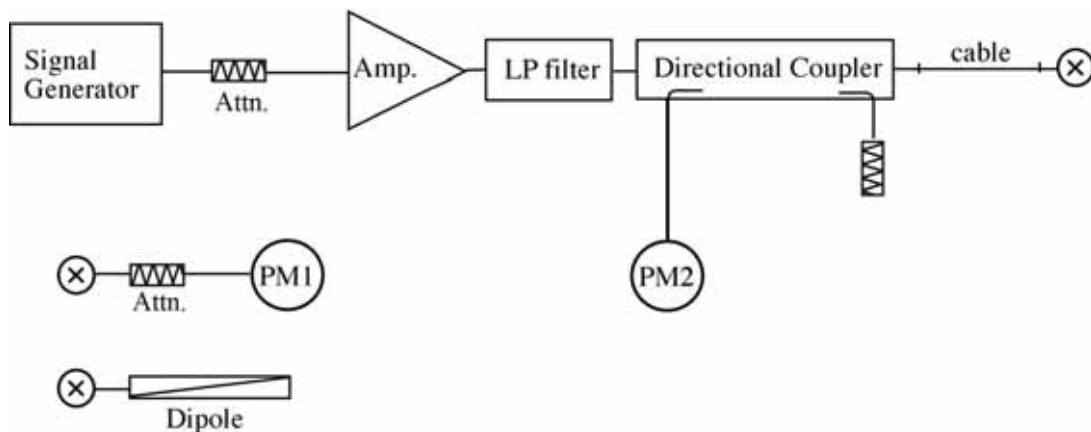 Signal
Generator
Attn.
Amp.
LP filter
Directional Coupler
cable
Attn.
PM1
PM2
Dipole